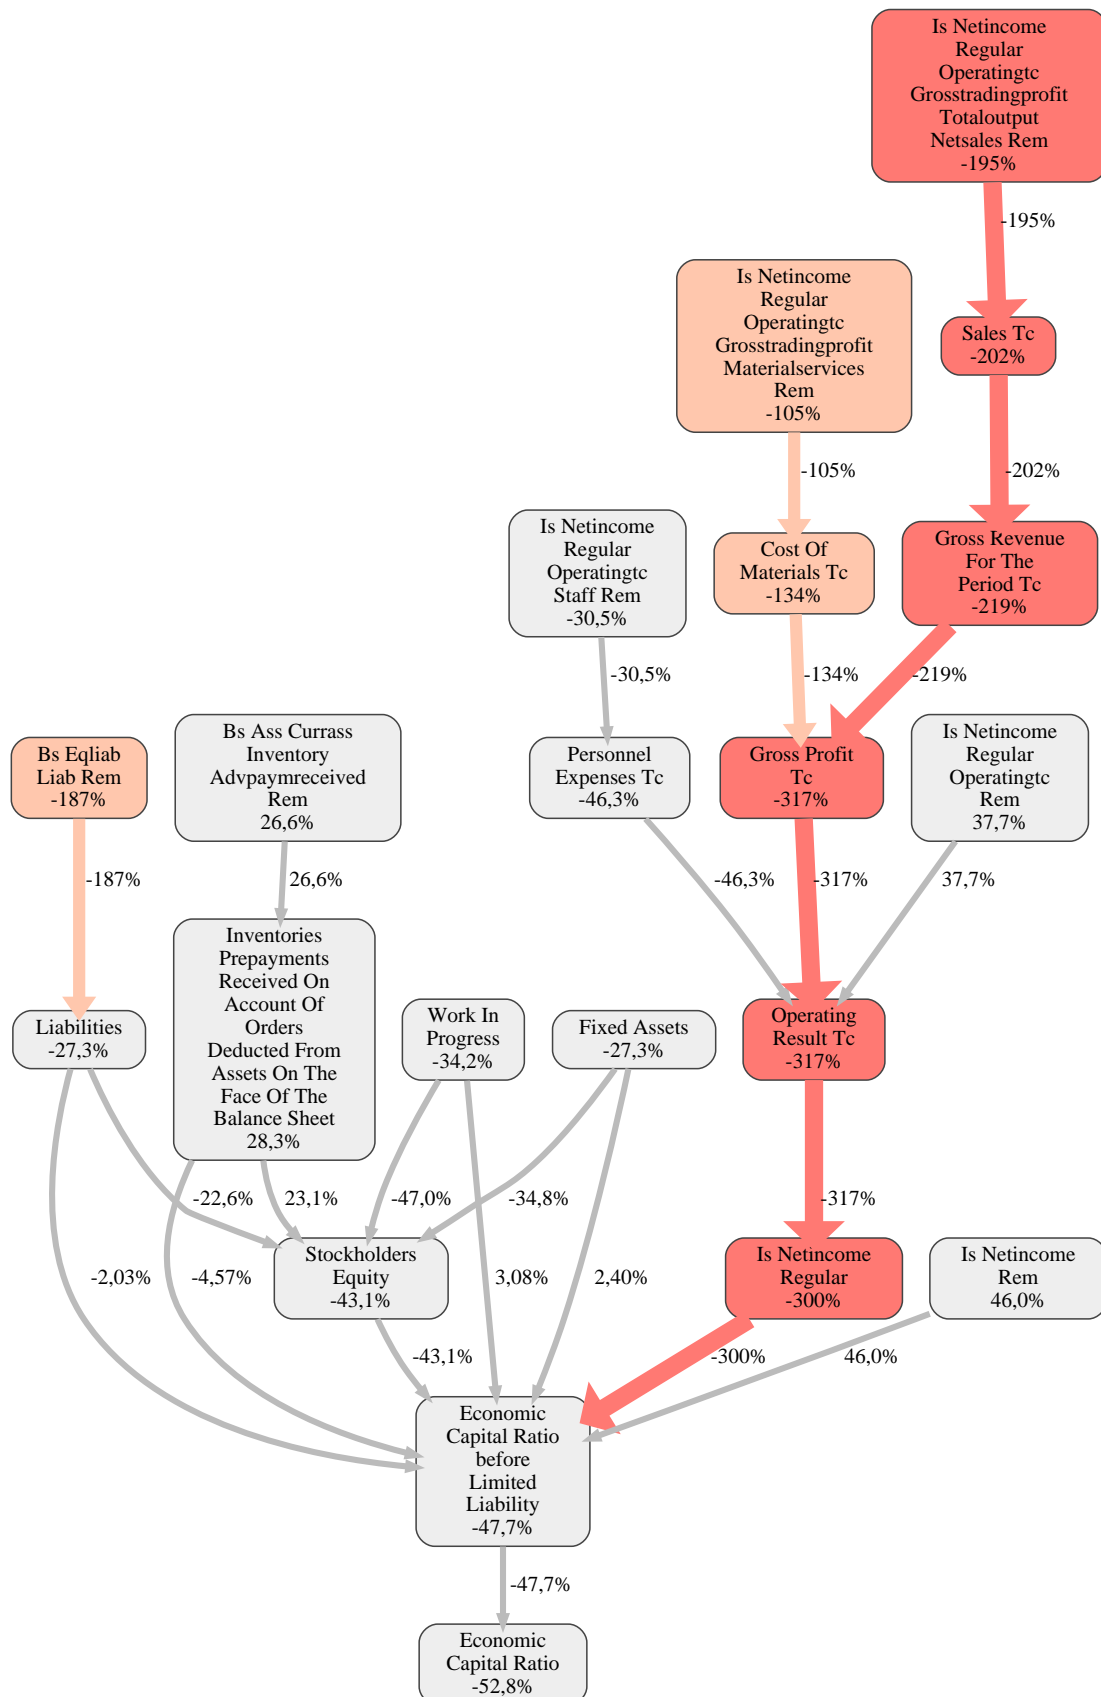 Is Netincome
Regular
Operatingtc
Grosstradingprofit
Totaloutput
Netsales Rem
-195%
-195%
Is Netincome
Regular
Operatingtc
Grosstradingprofit
Materialservices
Rem
-105%
Sales Tc
-202%
-105%
-202%
Is Netincome
Regular
Operatingtc
Staff Rem
-30,5%
Cost Of
Materials Tc
-134%
Gross Revenue
For The
Period Tc
-219%
-30,5%
-134%
-219%
Bs Eqliab
Liab Rem
-187%
Bs Ass Currass
Inventory
Advpaymreceived
Rem
26,6%
Personnel
Expenses Tc
-46,3%
Gross Profit
Tc
-317%
Is Netincome
Regular
Operatingtc
Rem
37,7%
-187%
26,6%
-46,3%
-317%
37,7%
Liabilities
-27,3%
Inventories
Prepayments
Received On
Account Of
Orders
Deducted From
Assets On The
Face Of The
Balance Sheet
28,3%
Work In
Progress
-34,2%
Fixed Assets
-27,3%
Operating
Result Tc
-317%
-22,6%
23,1%
-47,0%
-34,8%
-317%
Stockholders
Equity
-43,1%
Is Netincome
Regular
-300%
Is Netincome
Rem
46,0%
-2,03%
-4,57%
3,08%
2,40%
-43,1%
-300%
46,0%
Economic
Capital Ratio
before
Limited
Liability
-47,7%
-47,7%
Economic
Capital Ratio
-52,8%